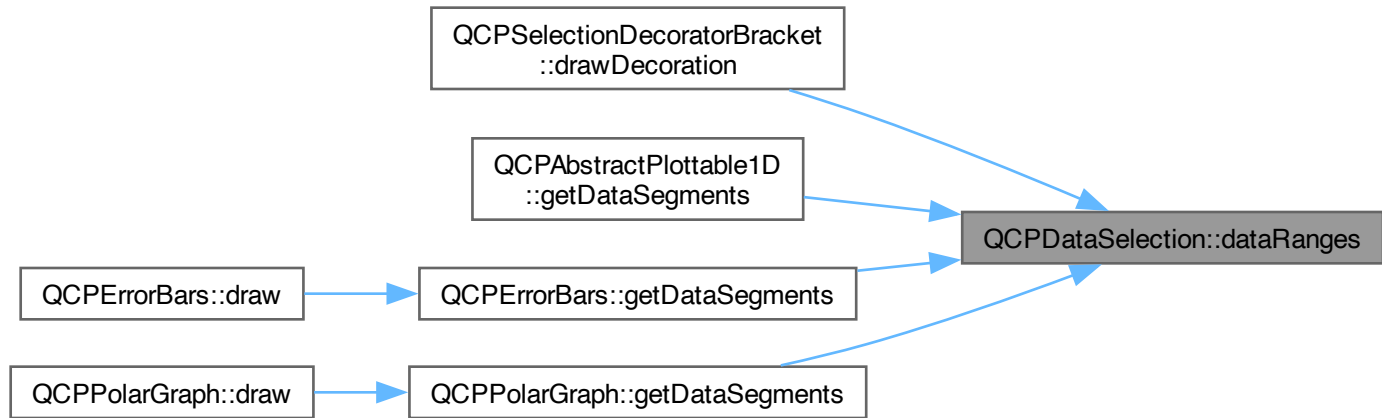 QCPSelectionDecoratorBracket
::drawDecoration
QCPAbstractPlottable1D
::getDataSegments
QCPDataSelection::dataRanges
QCPErrorBars::draw
QCPErrorBars::getDataSegments
QCPPolarGraph::draw
QCPPolarGraph::getDataSegments